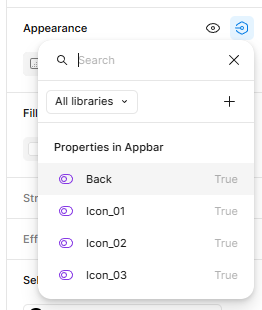 Appearance
Search
All libraries
Fill
Properties in Appbar
Back True
Str
Icon_01 True
Eff
Icon_02 True
Sel
Icon_03 True